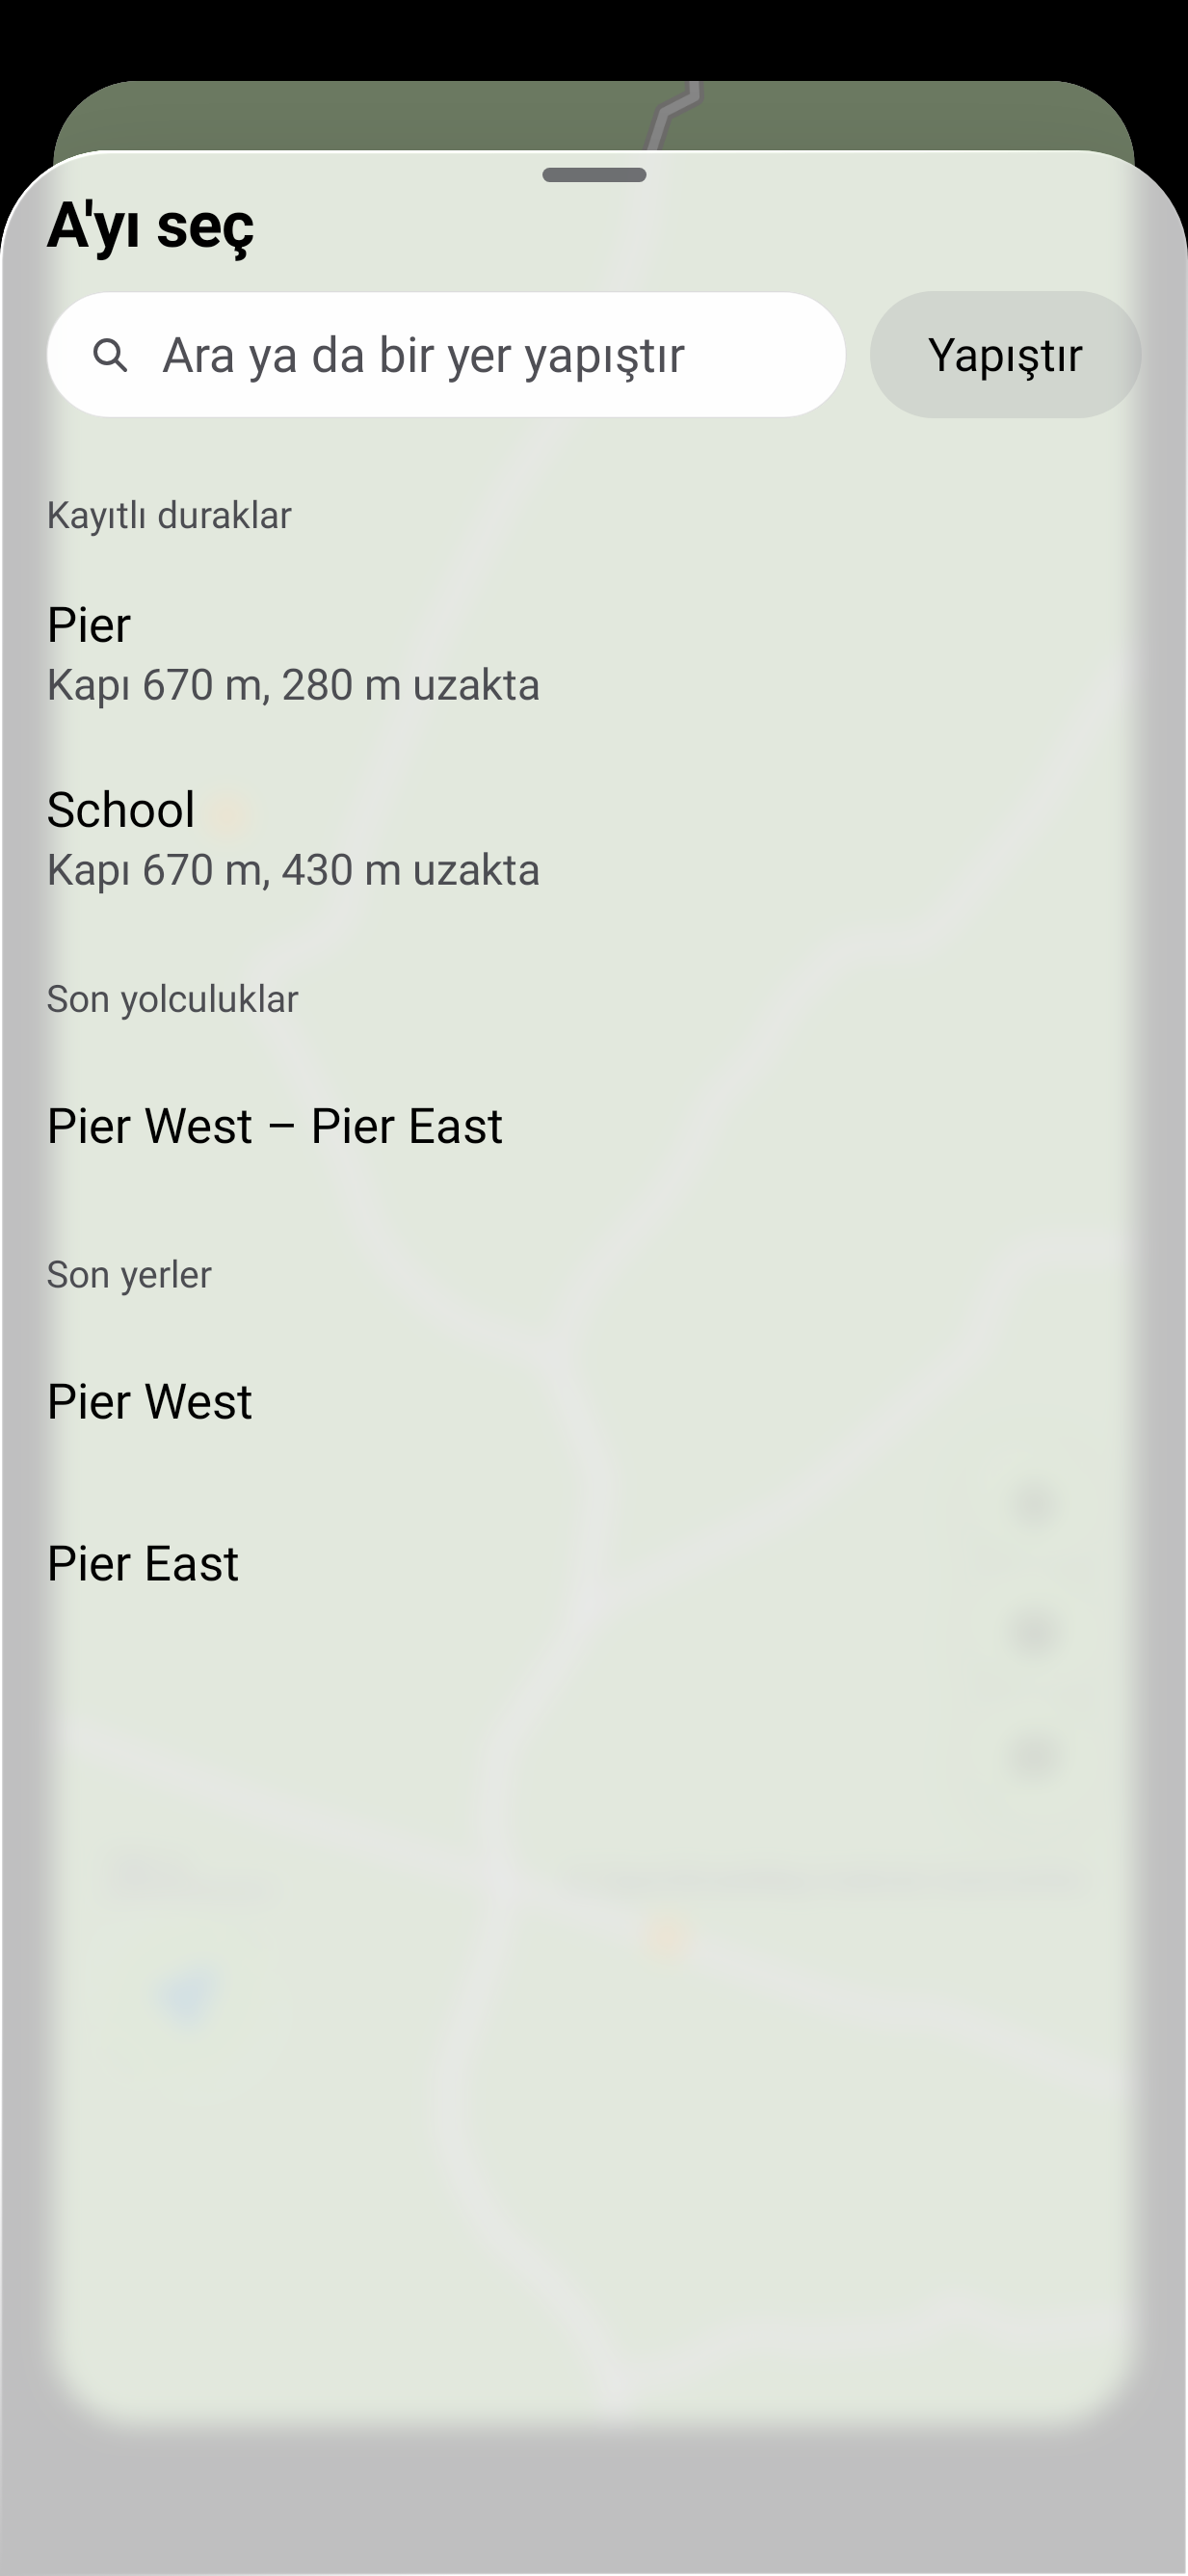 A'yı seç
Ara ya da bir yer yapıştır
Yapıştır
Kayıtlı duraklar
Pier
Kapı 670 m, 280 m uzakta
School
Kapı 670 m, 430 m uzakta
Son yolculuklar
Pier West – Pier East
Son yerler
Pier West
Pier East